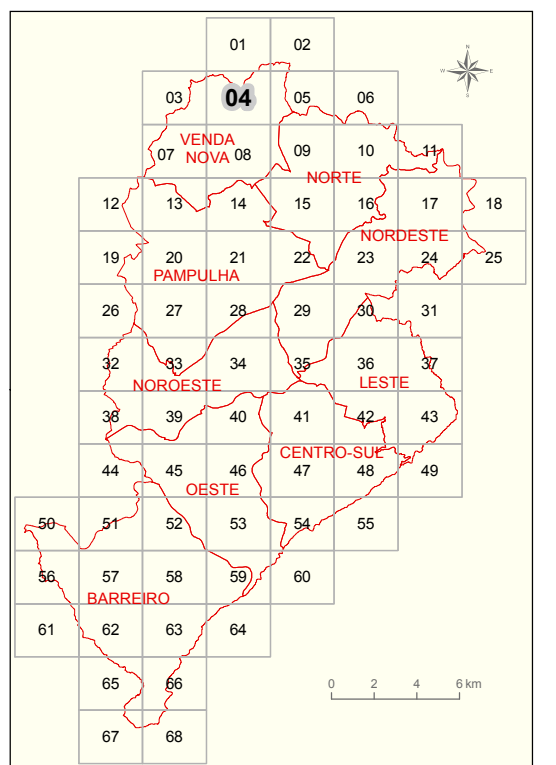 01 02
N
W E
S
03 04 05 06
VENDA
NOVA
07 08 09 10 11
NORTE
12 13 14 15 16 17 18
NORDESTE
19 20 21 22 23 24 25
PAMPULHA
26 27 28 29 30 31
32 33 34 35 36 37
NOROESTE LESTE
38 39 40 41 42 43
CENTRO-SUL
44 45 46 47 48 49
OESTE
50 51 52 53 54 55
56 57 58 59 60
BARREIRO
61 62 63 64
65 66
0 2 4 6 km
67 68